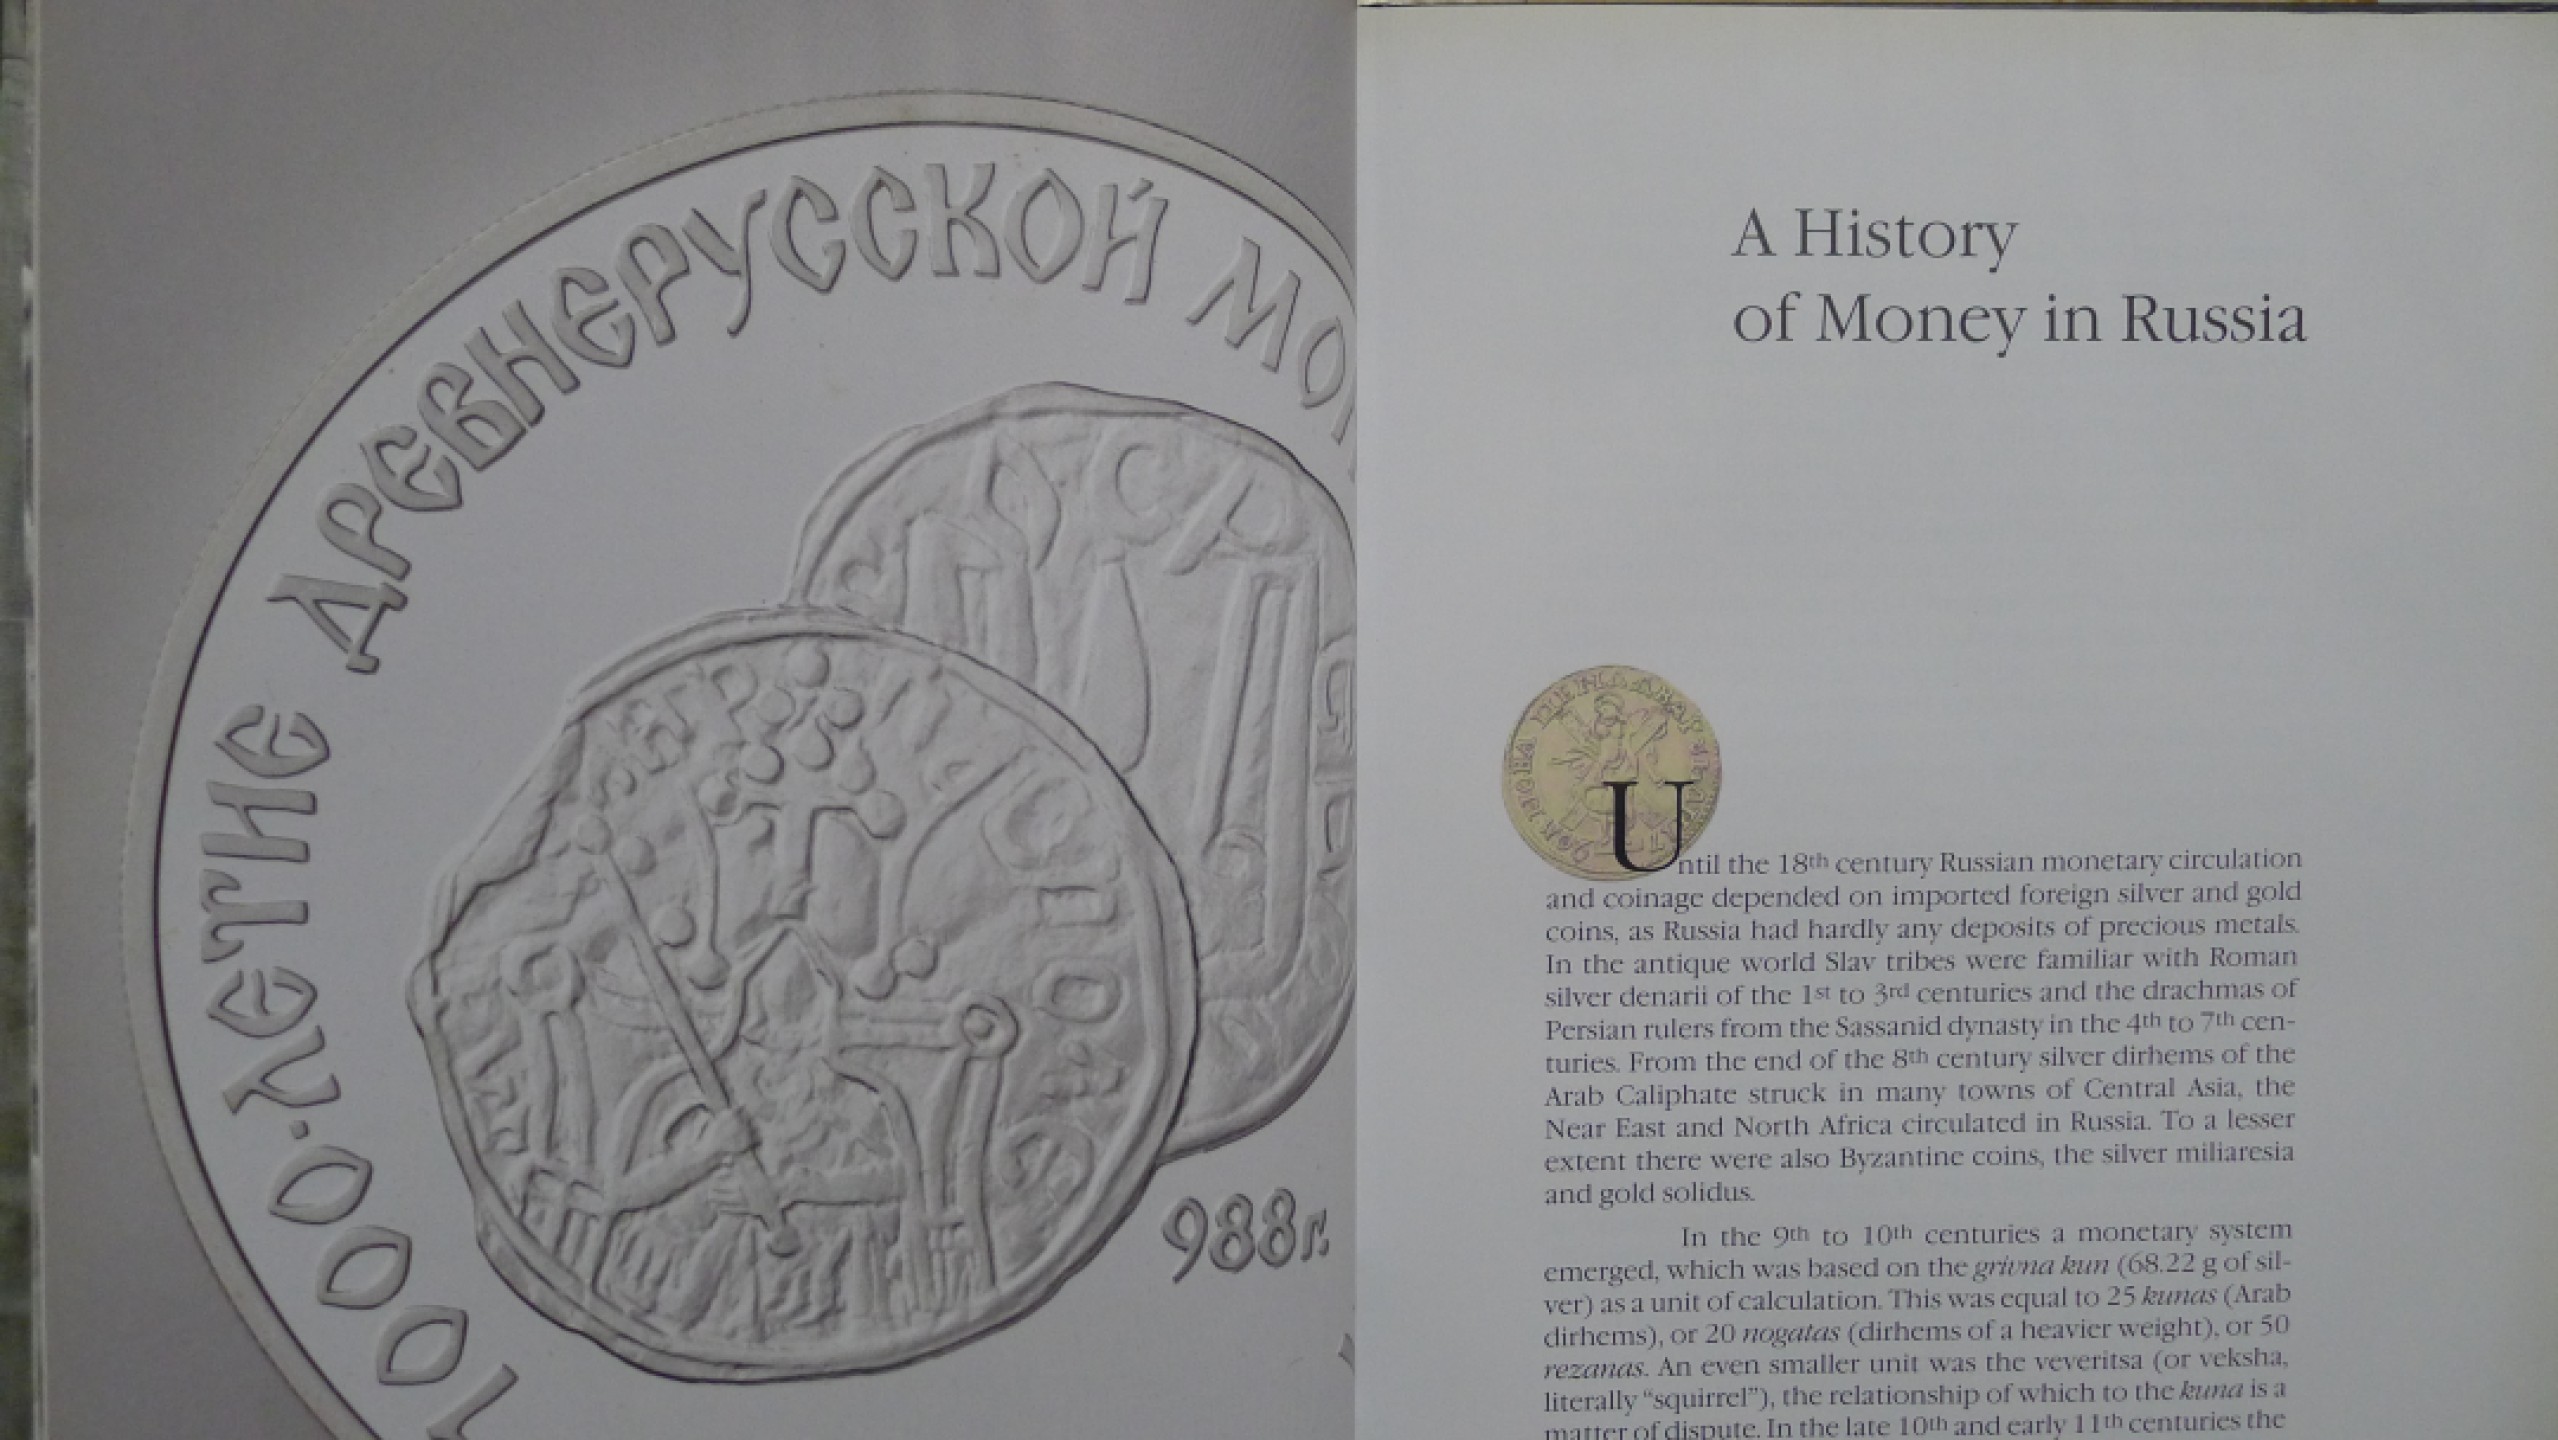 1000·ЛЕТИЕ ДРЕВНЕРУССКОЙ МО
988г.
A History
of Money in Russia
Until the 18th century Russian monetary circulation
and coinage depended on imported foreign silver and gold
coins, as Russia had hardly any deposits of precious metals.
In the antique world Slav tribes were familiar with Roman
silver denarii of the 1st to 3rd centuries and the drachmas of
Persian rulers from the Sassanid dynasty in the 4th to 7th cen-
turies. From the end of the 8th century silver dirhems of the
Arab Caliphate struck in many towns of Central Asia, the
Near East and North Africa circulated in Russia. To a lesser
extent there were also Byzantine coins, the silver miliaresia
and gold solidus.
In the 9th to 10th centuries a monetary system
emerged, which was based on the grivna kun (68.22 g of sil-
ver) as a unit of calculation. This was equal to 25 kunas (Arab
dirhems), or 20 nogatas (dirhems of a heavier weight), or 50
rezanas. An even smaller unit was the veveritsa (or veksha,
literally “squirrel”), the relationship of which to the kuna is a
matter of dispute. In the late 10th and early 11th centuries the